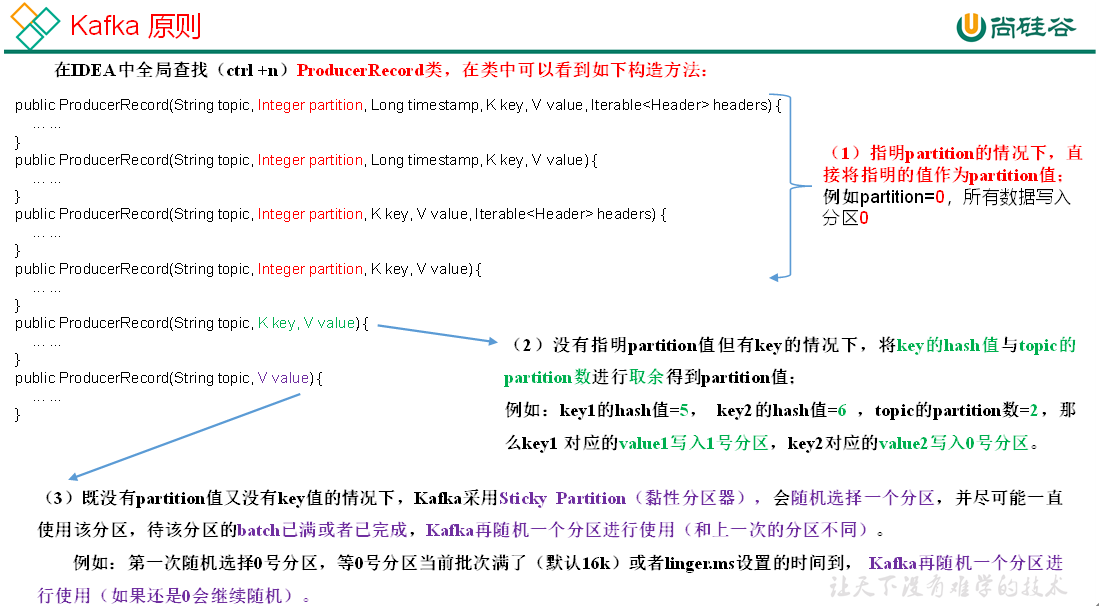 Kafka 原则
尚硅谷
在IDEA中全局查找（ctrl +n）ProducerRecord类，在类中可以看到如下构造方法：
public ProducerRecord(String topic, Integer partition, Long timestamp, K key, V value, Iterable<Header> headers) {
... ...
}
public ProducerRecord(String topic, Integer partition, Long timestamp, K key, V value) {
... ...
}
public ProducerRecord(String topic, Integer partition, K key, V value, Iterable<Header> headers) {
... ...
}
public ProducerRecord(String topic, Integer partition, K key, V value) {
... ...
}
public ProducerRecord(String topic, K key, V value) {
... ...
}
public ProducerRecord(String topic, V value) {
... ...
}
（1）指明partition的情况下，直
接将指明的值作为partition值；
例如partition=0，所有数据写入
分区0
（2）没有指明partition值但有key的情况下，将key的hash值与topic的
partition数进行取余得到partition值；
例如：key1的hash值=5， key2的hash值=6 ，topic的partition数=2，那
么key1 对应的value1写入1号分区，key2对应的value2写入0号分区。
（3）既没有partition值又没有key值的情况下，Kafka采用Sticky Partition（黏性分区器），会随机选择一个分区，并尽可能一直
使用该分区，待该分区的batch已满或者已完成，Kafka再随机一个分区进行使用（和上一次的分区不同）。
例如：第一次随机选择0号分区，等0号分区当前批次满了（默认16k）或者linger.ms设置的时间到， Kafka再随机一个分区进
行使用（如果还是0会继续随机）。
让天下没有难学的技术